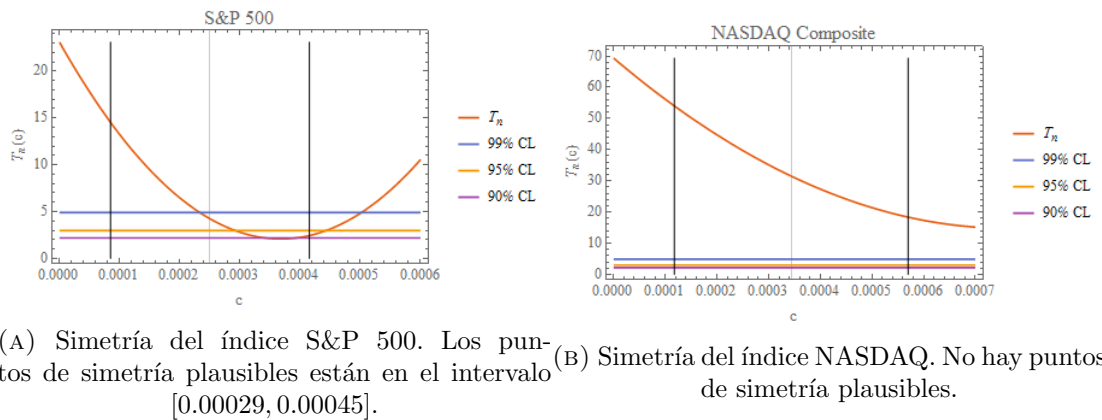 S&P 500
T_n(c)
20
15
10
5
0
0.0000 0.0001 0.0002 0.0003 0.0004 0.0005 0.0006
c
T_n
99% CL
95% CL
90% CL
(A) Simetría del índice S&P 500. Los pun-
tos de simetría plausibles están en el intervalo
[0.00029, 0.00045].
NASDAQ Composite
T_n(c)
70
60
50
40
30
20
10
0
0.0000 0.0001 0.0002 0.0003 0.0004 0.0005 0.0006 0.0007
c
T_n
99% CL
95% CL
90% CL
(B) Simetría del índice NASDAQ. No hay puntos
de simetría plausibles.